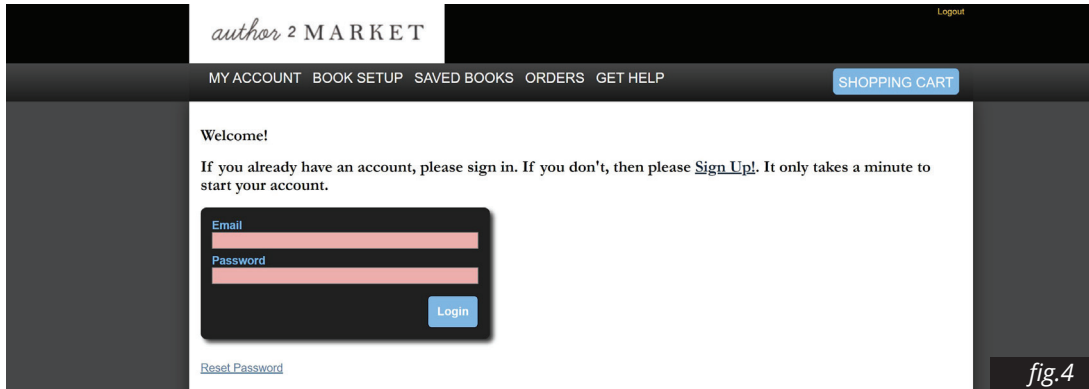 Logout
author 2 MARKET
MY ACCOUNT BOOK SETUP SAVED BOOKS ORDERS GET HELP SHOPPING CART
Welcome!
If you already have an account, please sign in. If you don't, then please Sign Up!. It only takes a minute to
start your account.
Email
Password
Login
Reset Password
fig.4